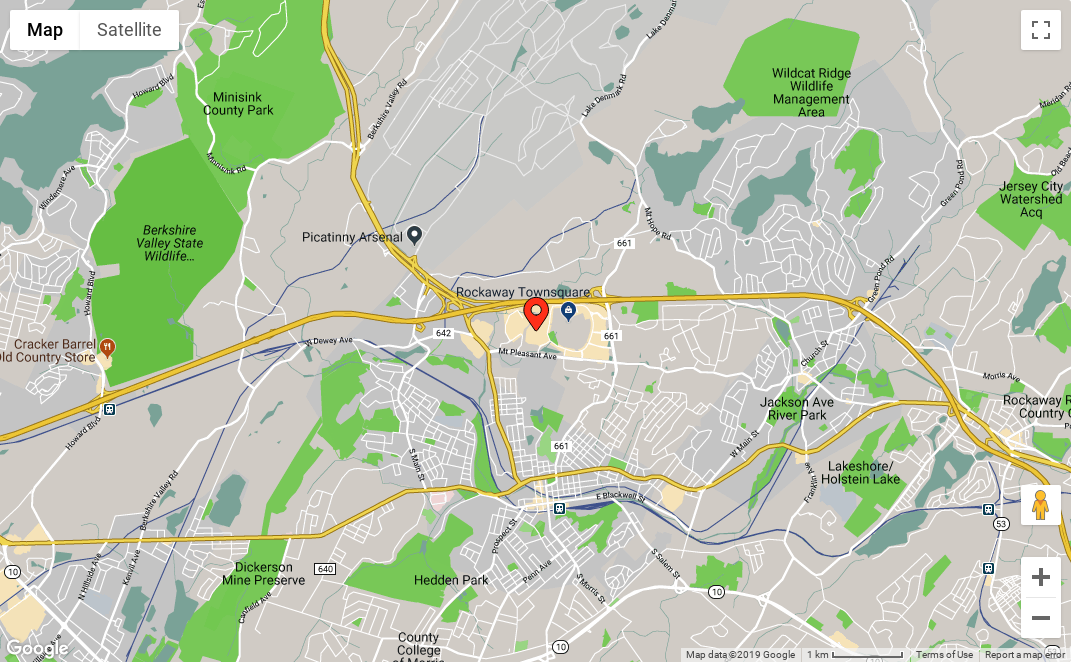 Map
Satellite
Lake Denmark Rd
Howard Blvd
Minisink
County Park
Berkshire Valley Rd
Wildcat Ridge
Wildlife
Management
Area
Meridan Rd
Minnisink Rd
Windemere Ave
Green Pond Rd
Jersey City
Watershed
Acq
Berkshire
Valley State
Wildlife...
Mt Hope Rd
Picatinny Arsenal
661
Howard Blvd
Green Pond Rd
Rockaway Townsquare
642
661
Dewey Ave
Cracker Barrel
Old Country Store
Mt Pleasant Ave
Church St
Morris Ave
Jackson Ave
River Park
Rockaway R
Country C
Howard Blvd
S Main St
661
W Main St
Franklin Ave
Lakeshore/
Holstein Lake
Berkshire Valley Rd
E Blackwell St
53
Prospect St
S Salem St
10
N Hillside Ave
Kenvil Ave
Dickerson
Mine Preserve
640
Hedden Park
Penn Ave
S Morris St
10
Canfield Ave
County
College
of Morris
10
Google
Map data ©2019 Google
1 km
Terms of Use
Report a map error